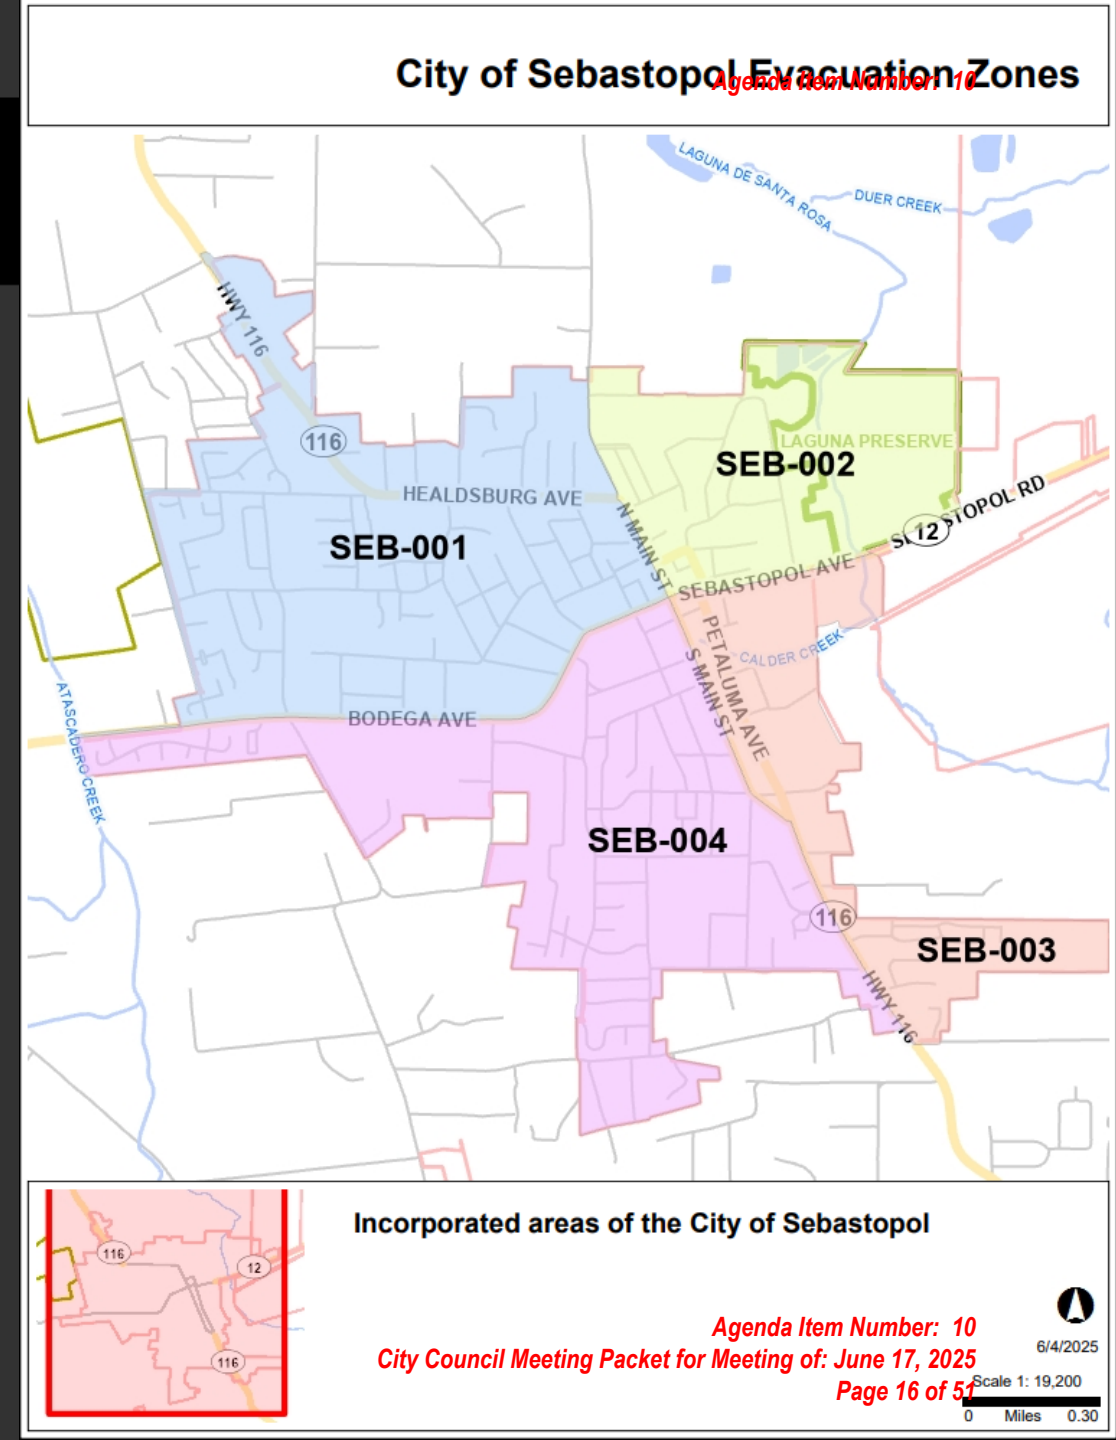 City of Sebastopol Evacuation Zones
Agenda Item Number: 10
LAGUNA DE SANTA ROSA
DUER CREEK
HWY 116
116
LAGUNA PRESERVE
SEB-002
HEALDSBURG AVE
SEBASTOPOL RD
12
N MAIN ST
SEB-001
SEBASTOPOL AVE
PETALUMA AVE
S MAIN ST
CALDER CREEK
ATASCADERO CREEK
BODEGA AVE
SEB-004
116
SEB-003
HWY 116
Incorporated areas of the City of Sebastopol
116
12
116
Agenda Item Number: 10
6/4/2025
City Council Meeting Packet for Meeting of: June 17, 2025
Scale 1: 19,200
Page 16 of 51
0 Miles 0.30